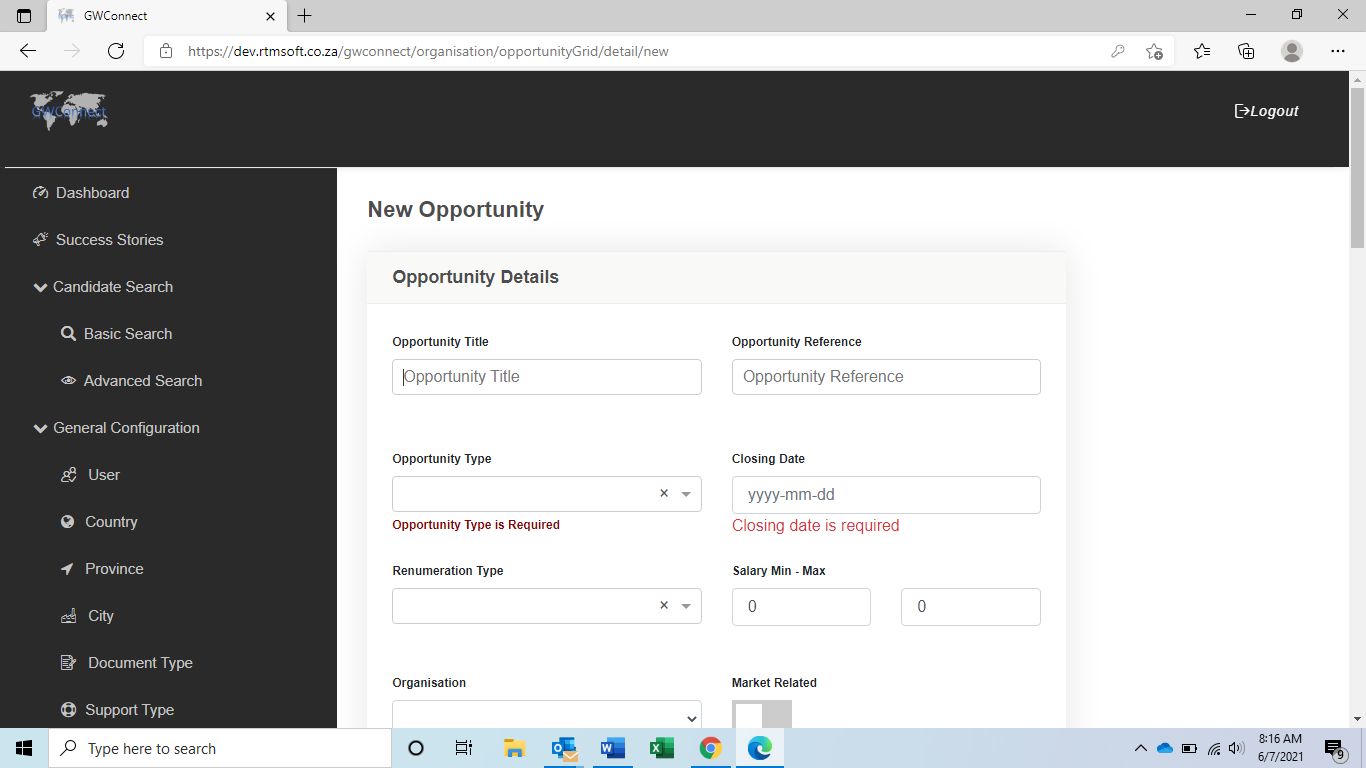 GWConnect
https://dev.rtmsoft.co.za/gwconnect/organisation/opportunityGrid/detail/new
GWConnect
Logout
Dashboard
Success Stories
Candidate Search
Basic Search
Advanced Search
General Configuration
User
Country
Province
City
Document Type
Support Type
New Opportunity
Opportunity Details
Opportunity Title
Opportunity Reference
Opportunity Title
Opportunity Reference
Opportunity Type
Closing Date
yyyy-mm-dd
Opportunity Type is Required
Closing date is required
Renumeration Type
Salary Min - Max
0
0
Organisation
Market Related
Type here to search
8:16 AM
6/7/2021
9